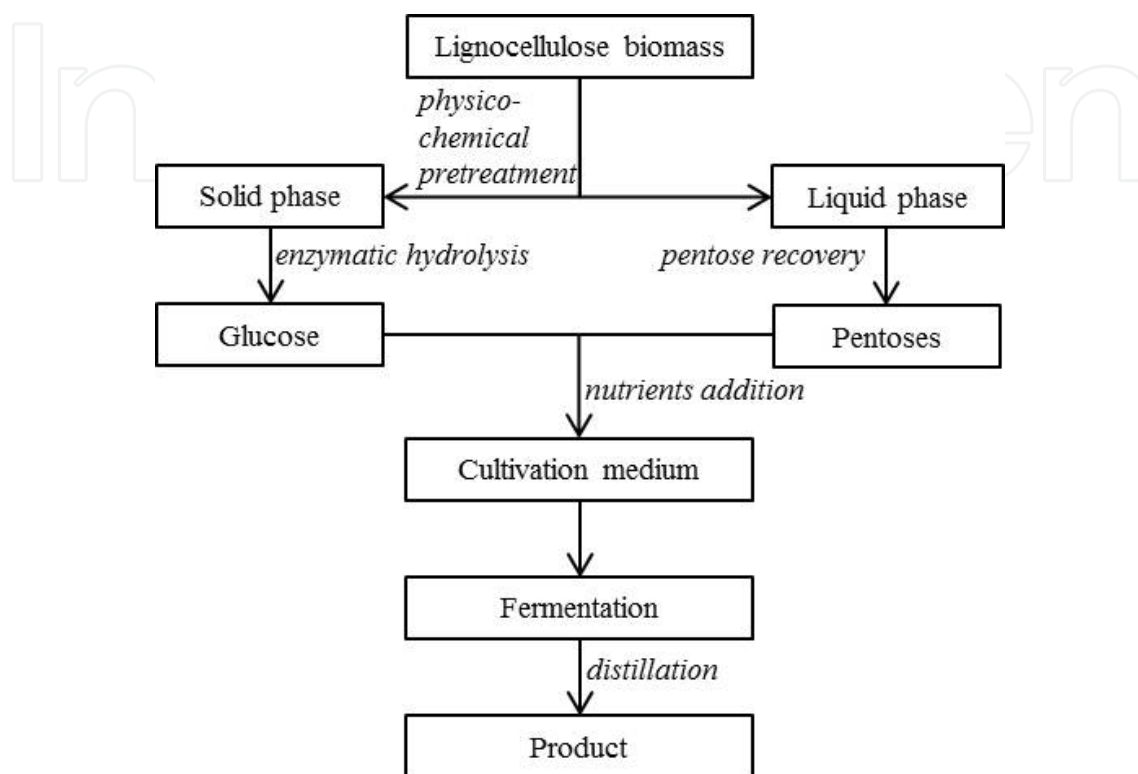 Lignocellulose biomass
physico-
chemical
pretreatment
Solid phase
Liquid phase
enzymatic hydrolysis
pentose recovery
Glucose
Pentoses
nutrients addition
Cultivation medium
Fermentation
distillation
Product